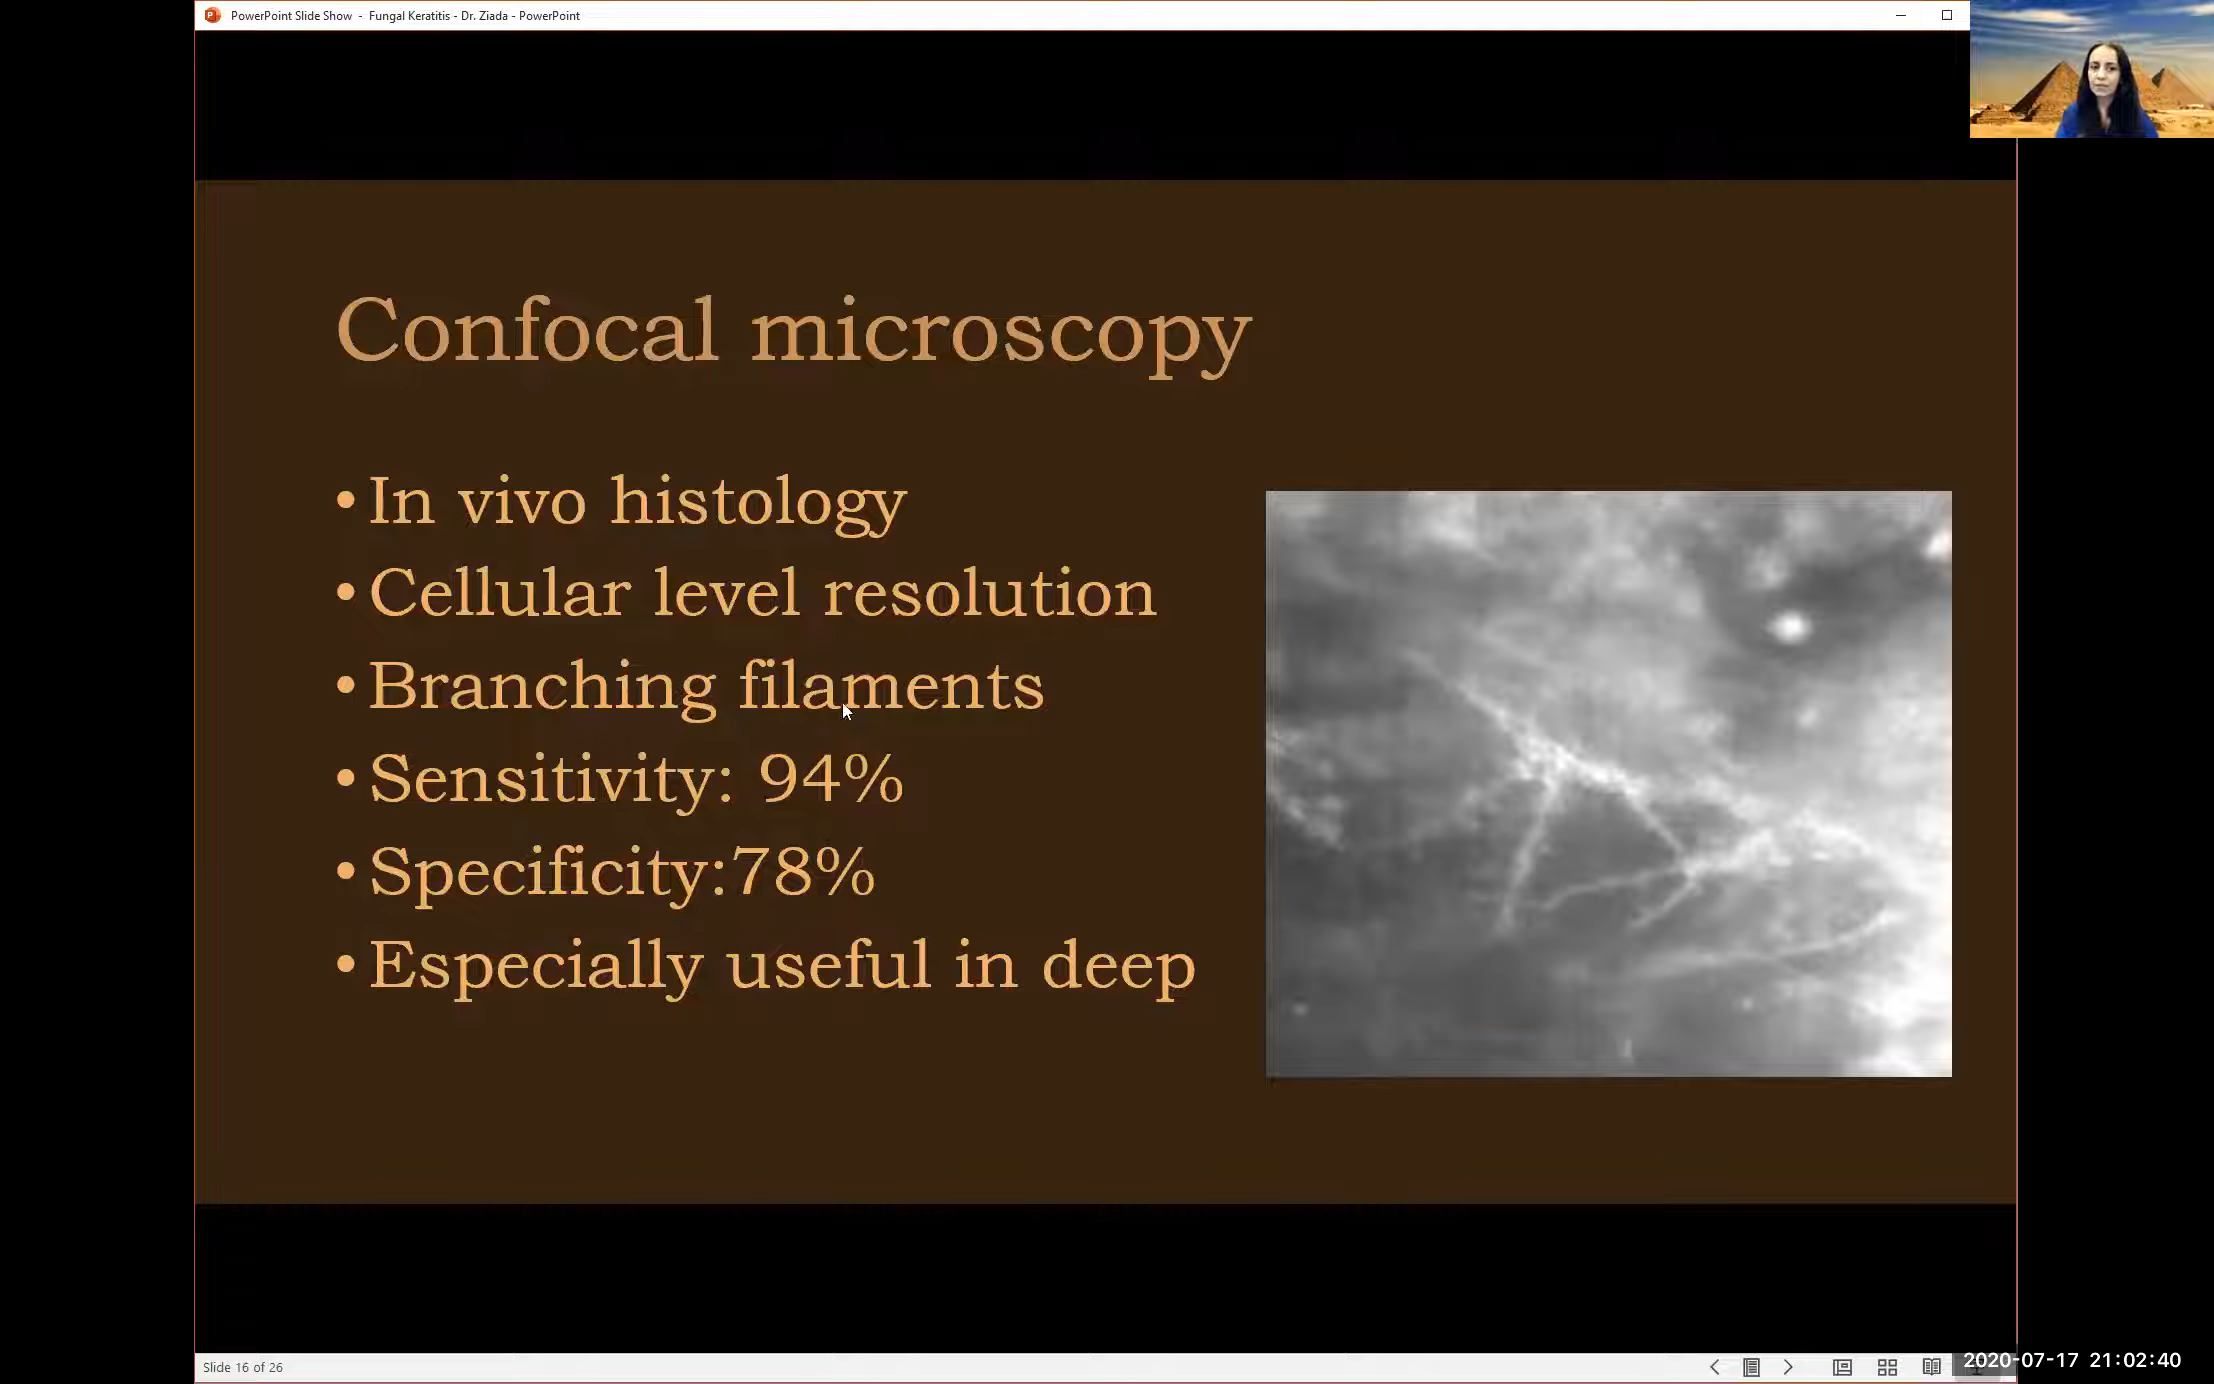 PowerPoint Slide Show - Fungal Keratitis - Dr. Ziada - PowerPoint
Confocal microscopy
• In vivo histology
• Cellular level resolution
• Branching filaments
• Sensitivity: 94%
• Specificity:78%
• Especially useful in deep
Slide 16 of 26
2020-07-17 21:02:40